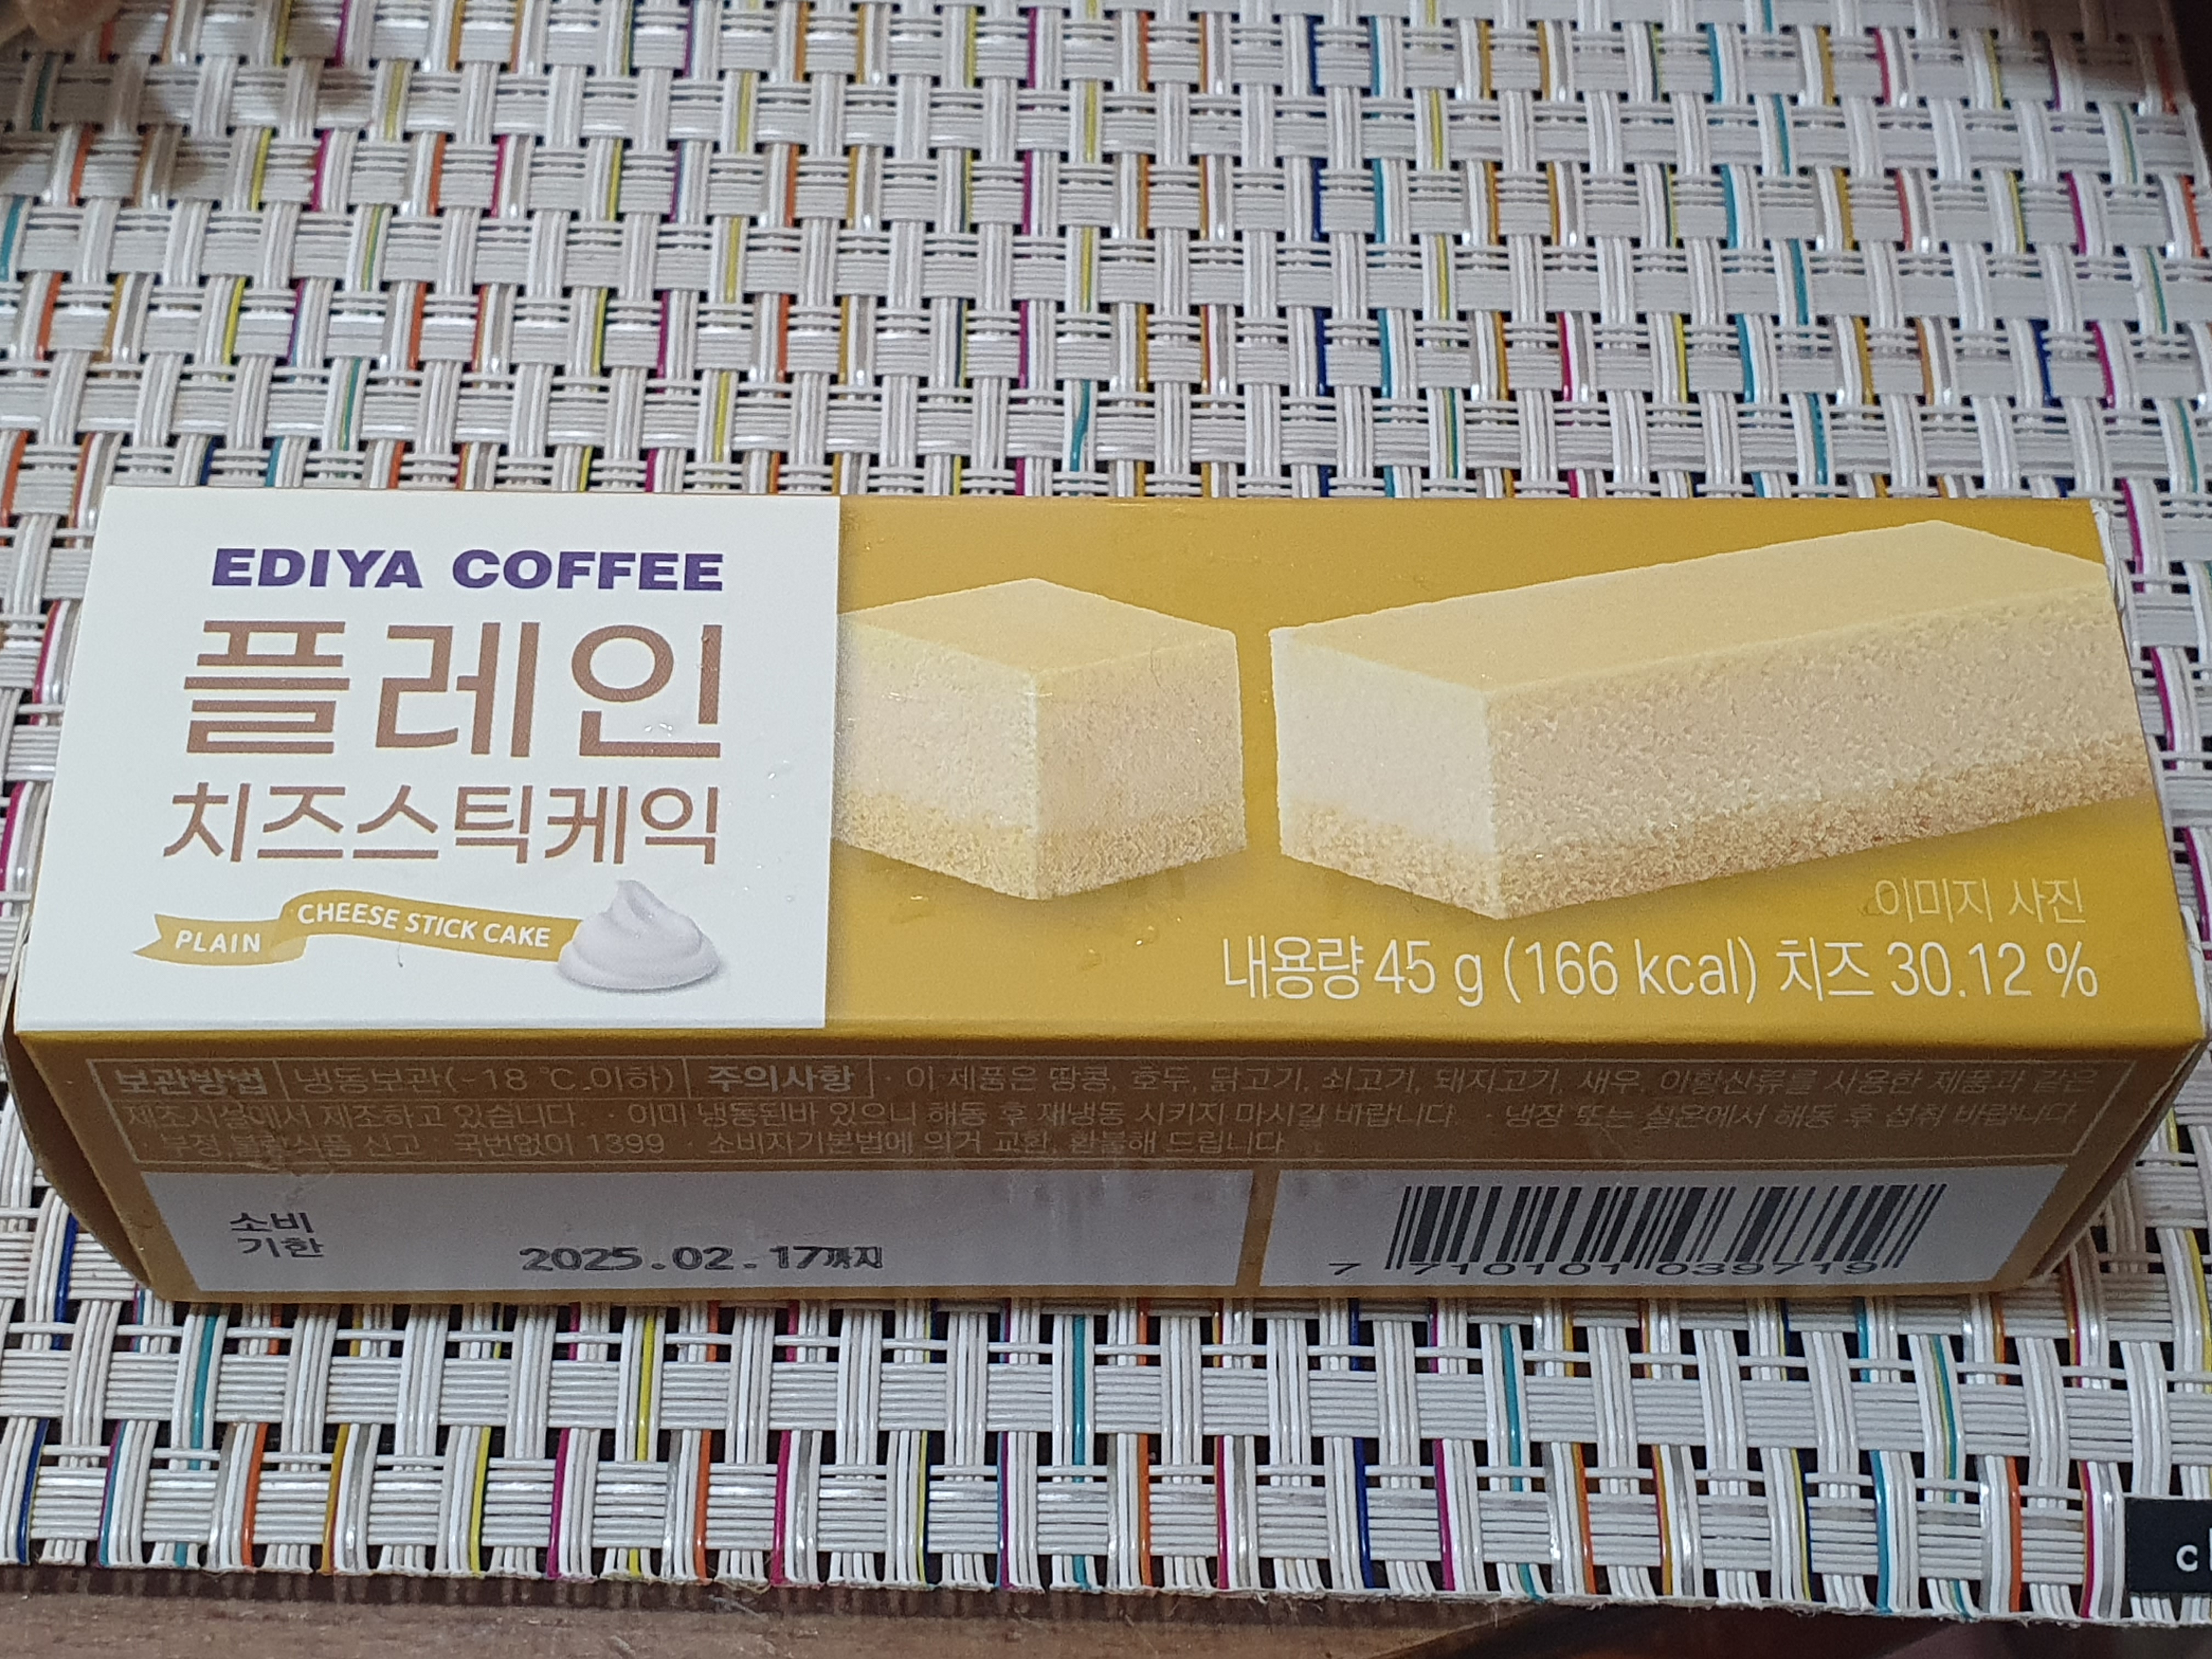 EDIYA COFFEE
플레인
치즈스틱케익
PLAIN CHEESE STICK CAKE
이미지 사진
내용량 45 g (166 kcal) 치즈 30.12 %
보관방법 냉동보관(-18 ℃ 이하) 주의사항 · 이 제품은 땅콩, 호두, 닭고기, 쇠고기, 돼지고기, 새우, 이황산류를 사용한 제품과 같은
제조시설에서 제조하고 있습니다. · 이미 냉동된바 있으니 해동 후 재냉동 시키지 마시길 바랍니다. · 냉장 또는 실온에서 해동 후 섭취 바랍니다.
· 부정,불량식품 신고 · 국번없이 1399 · 소비자기본법에 의거 교환, 환불해 드립니다.
소비
기한
2025.02.17까지
7 710101 039719
c